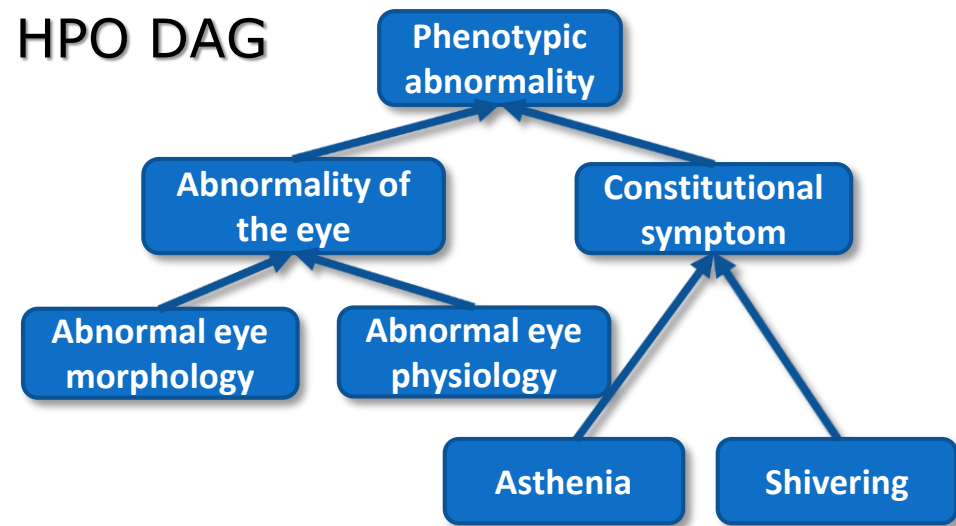 HPO DAG
Phenotypic
abnormality
Abnormality of
the eye
Constitutional
symptom
Abnormal eye
morphology
Abnormal eye
physiology
Asthenia
Shivering